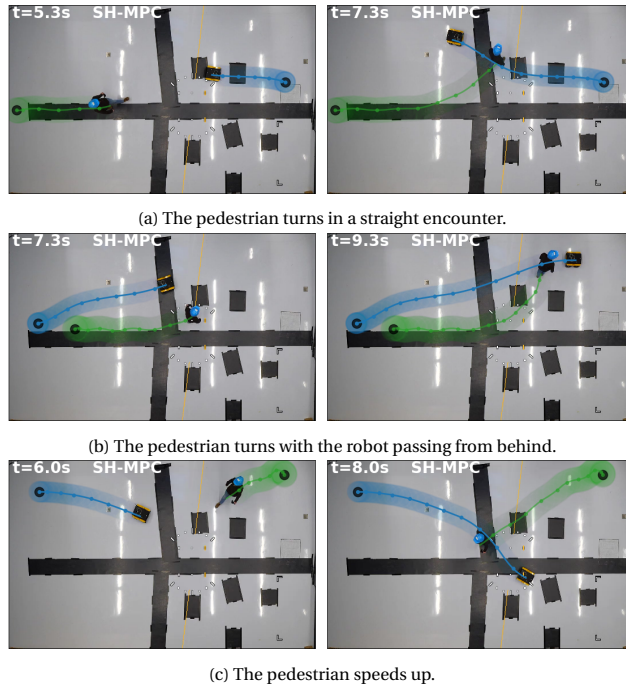 t=5.3s SH-MPC
t=7.3s SH-MPC
(a) The pedestrian turns in a straight encounter.
t=7.3s SH-MPC
t=9.3s SH-MPC
(b) The pedestrian turns with the robot passing from behind.
t=6.0s SH-MPC
t=8.0s SH-MPC
(c) The pedestrian speeds up.